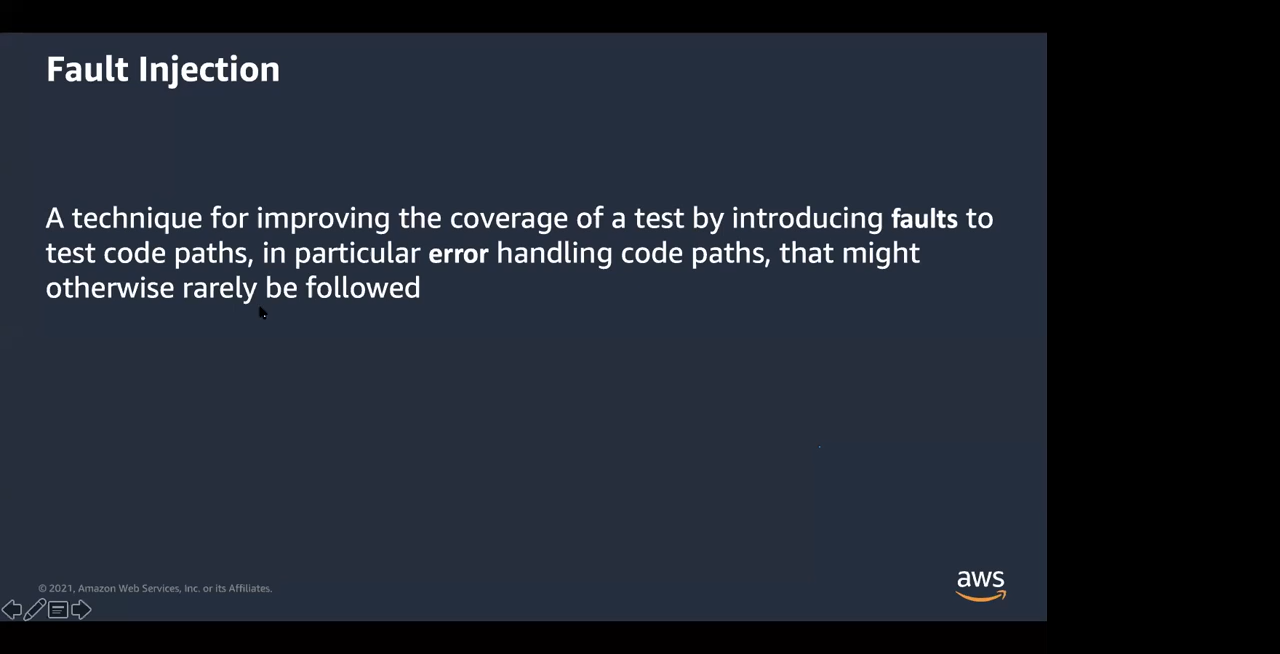 Fault Injection
A technique for improving the coverage of a test by introducing faults to
test code paths, in particular error handling code paths, that might
otherwise rarely be followed
© 2021, Amazon Web Services, Inc. or its Affiliates.
aws